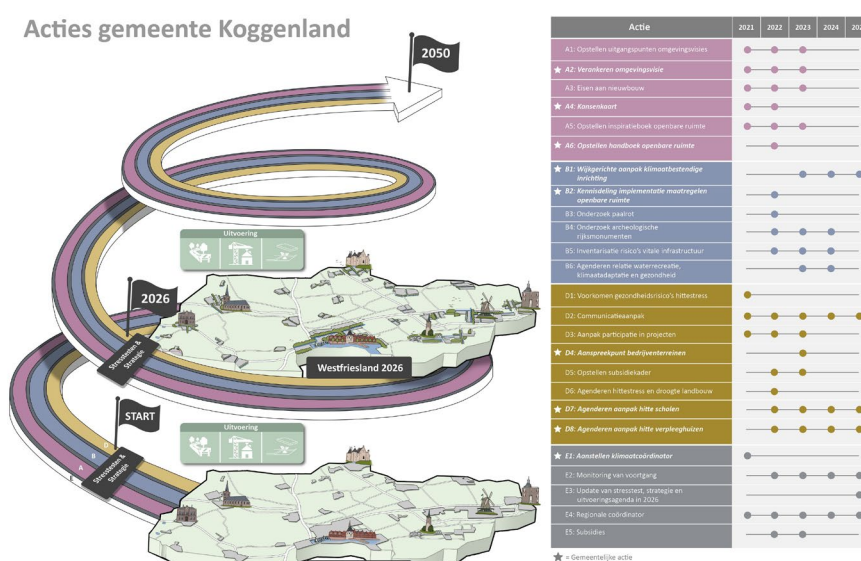 Acties gemeente Koggenland
2050
Uitvoering
2026
Stresstesten &
Strategie
Westfriesland 2026
START
D
B
A
E
Stresstesten &
Strategie
Uitvoering
Actie 2021 2022 2023 2024
A1: Opstellen uitgangspunten omgevingsvisies
A2: Verankeren omgevingsvisie
A3: Eisen aan nieuwbouw
A4: Kansenkaart
A5: Opstellen inspiratieboek openbare ruimte
A6: Opstellen handboek openbare ruimte
B1: Wijkgerichte aanpak klimaatbestendige
inrichting
B2: Kennisdeling implementatie maatregelen
openbare ruimte
B3: Onderzoek paalrot
B4: Onderzoek archeologische
rijksmonumenten
B5: Inventarisatie risico's vitale infrastructuur
B6: Agenderen relatie waterrecreatie,
klimaatadaptatie en gezondheid
D1: Voorkomen gezondheidsrisico's hittestress
D2: Communicatieaanpak
D3: Aanpak participatie in projecten
D4: Aanspreekpunt bedrijventerreinen
D5: Opstellen subsidiekader
D6: Agenderen hittestress en droogte landbouw
D7: Agenderen aanpak hitte scholen
D8: Agenderen aanpak hitte verpleeghuizen
E1: Aanstellen klimaatcoördinator
E2: Monitoring van voortgang
E3: Update van stresstest, strategie en
uitvoeringsagenda in 2026
E4: Regionale coördinator
E5: Subsidies
= Gemeentelijke actie